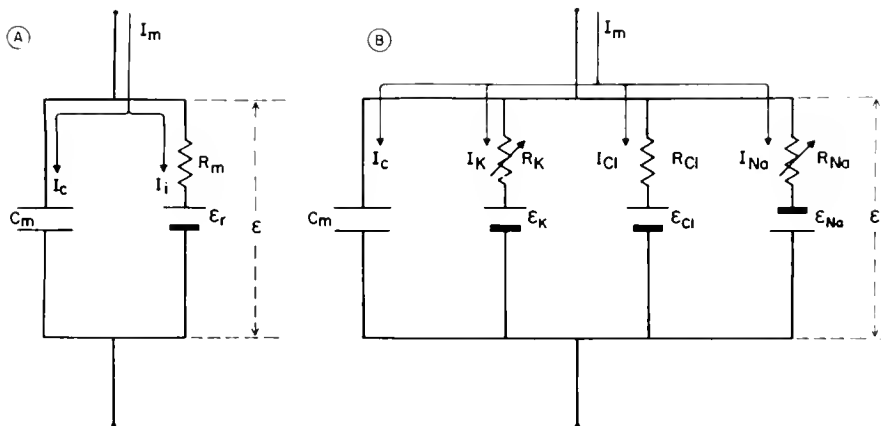 A
I_m
R_m
I_c
I_i
C_m
ε_r
ε
B
I_m
I_c
I_K
R_K
I_Cl
R_Cl
I_Na
R_Na
C_m
ε_K
ε_Cl
ε_Na
ε